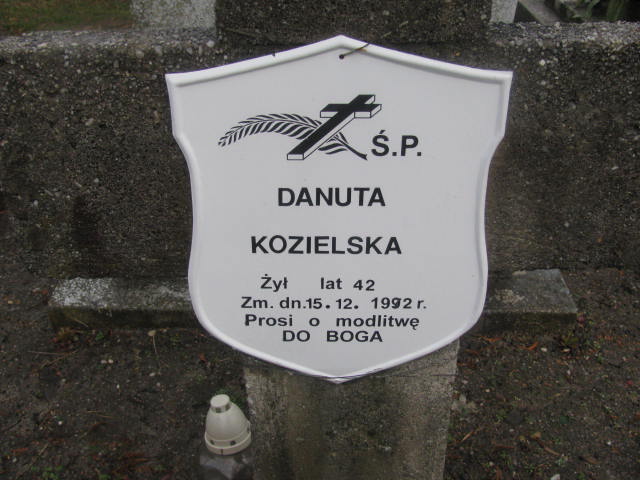 Ś.P.
DANUTA
KOZIELSKA
Żył lat 42
Zm. dn.15.12. 1992 r.
Prosi o modlitwę
DO BOGA